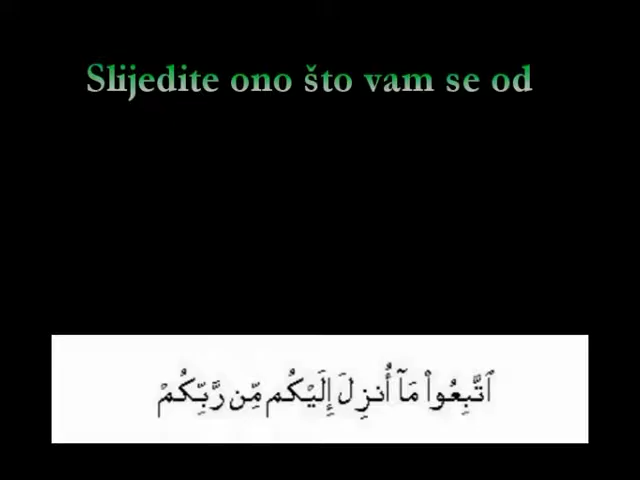 Slijedite ono što vam se od
ٱتَّبِعُوا۟ مَآ أُنزِلَ إِلَيْكُم مِّن رَّبِّكُمْ